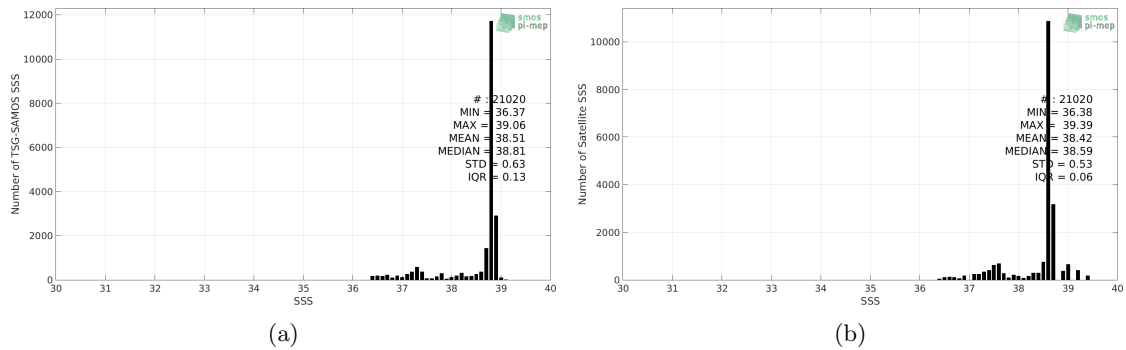 12000
10000
8000
6000
4000
2000
0
Number of TSG-SAMOS SSS
smos
pi-mep
# : 21020
MIN = 36.37
MAX = 39.06
MEAN = 38.51
MEDIAN = 38.81
STD = 0.63
IQR = 0.13
30 31 32 33 34 35 36 37 38 39 40
SSS
(a)
10000
8000
6000
4000
2000
0
Number of Satellite SSS
smos
pi-mep
# : 21020
MIN = 36.38
MAX = 39.39
MEAN = 38.42
MEDIAN = 38.59
STD = 0.53
IQR = 0.06
30 31 32 33 34 35 36 37 38 39 40
SSS
(b)